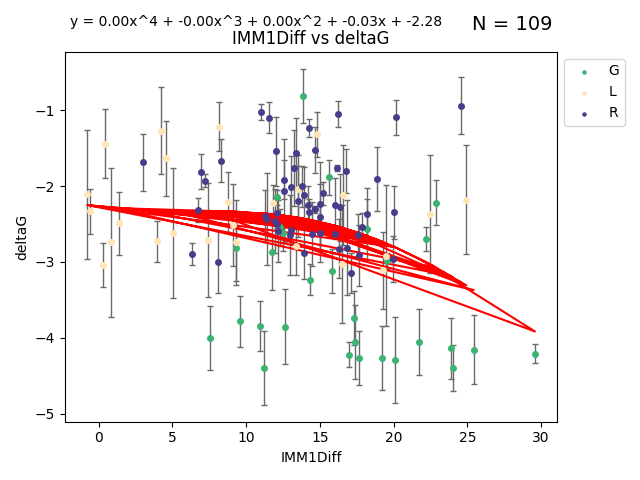 y = 0.00x^4 + -0.00x^3 + 0.00x^2 + -0.03x + -2.28
N = 109
IMM1Diff vs deltaG
G
L
R
deltaG
−1
−2
−3
−4
−5
0 5 10 15 20 25 30
IMM1Diff